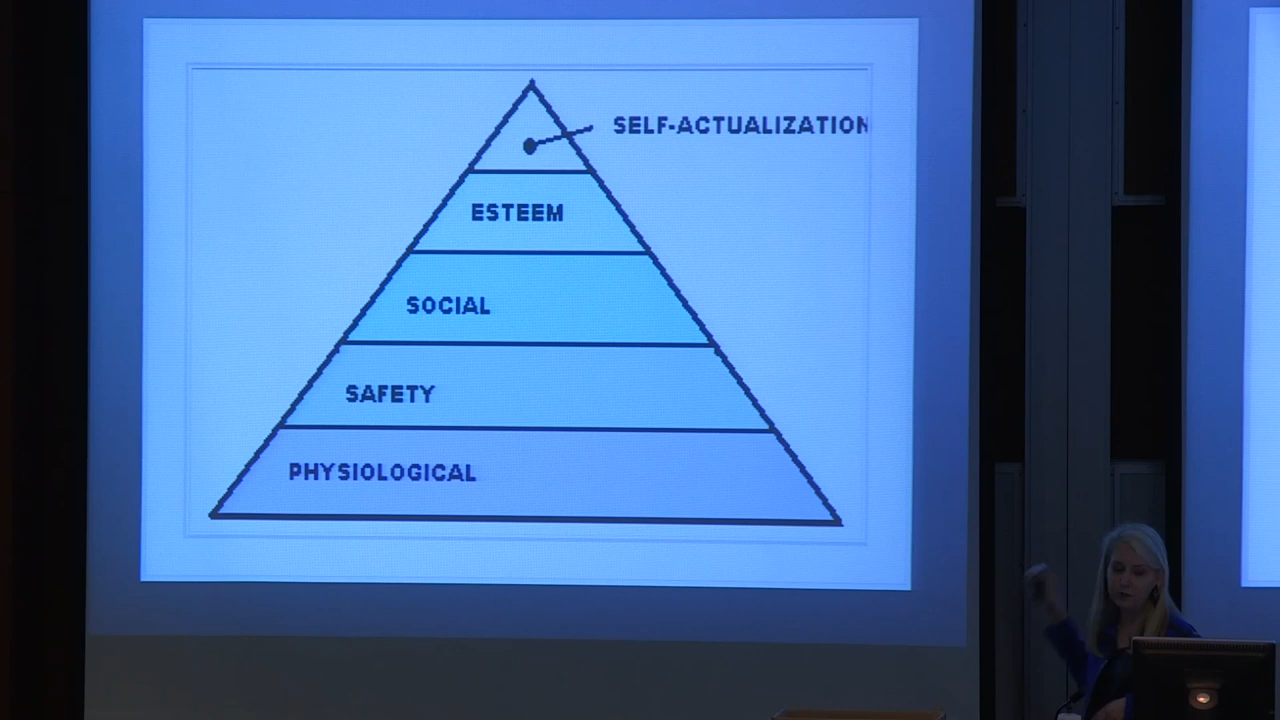 SELF-ACTUALIZATION
ESTEEM
SOCIAL
SAFETY
PHYSIOLOGICAL